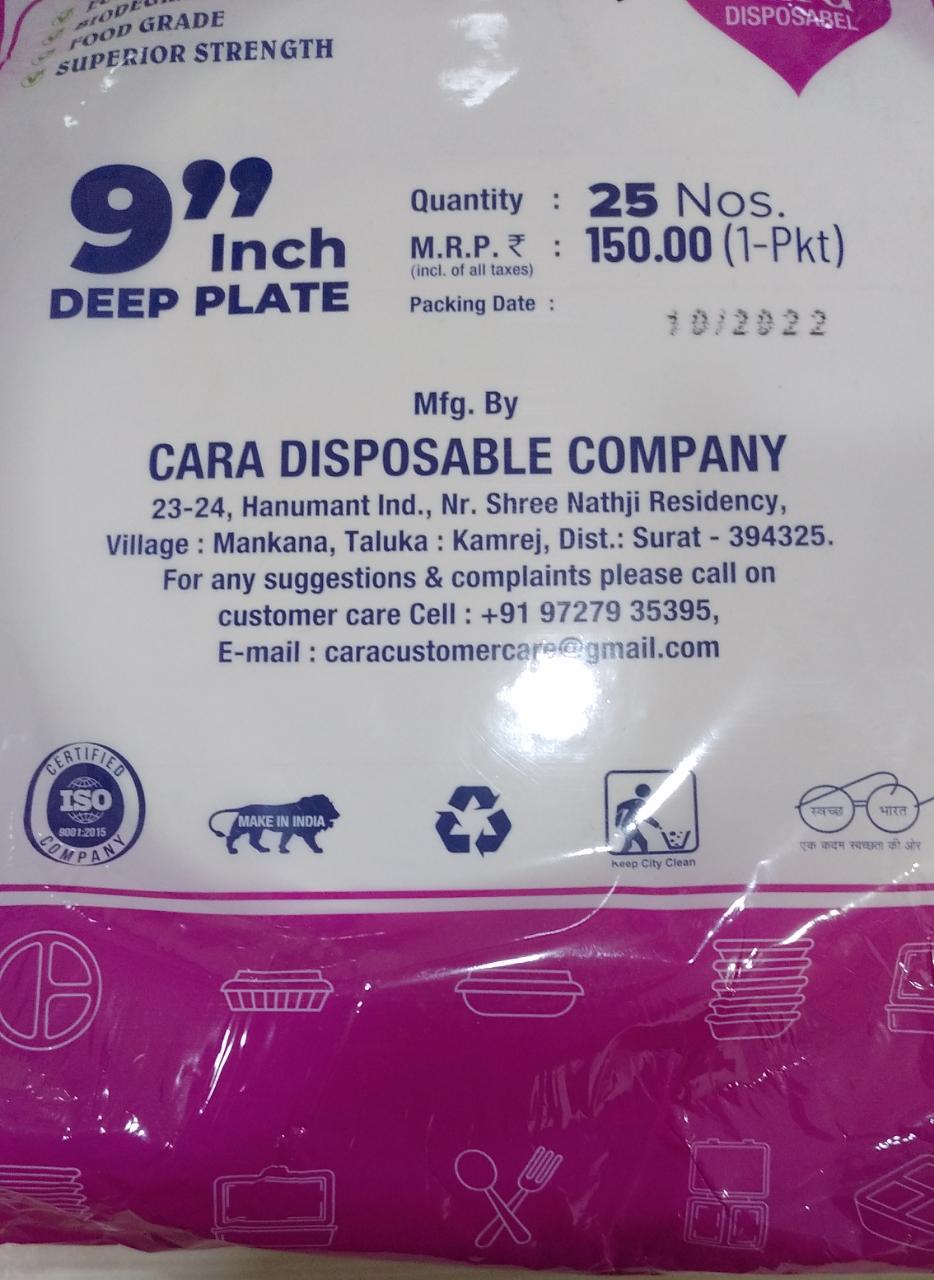 FOOD GRADE
SUPERIOR STRENGTH
DISPOSABEL
9” Inch
DEEP PLATE
Quantity : 25 Nos.
M.R.P. ₹ : 150.00 (1-Pkt)
(incl. of all taxes)
Packing Date : 10/2022
Mfg. By
CARA DISPOSABLE COMPANY
23-24, Hanumant Ind., Nr. Shree Nathji Residency,
Village : Mankana, Taluka : Kamrej, Dist.: Surat - 394325.
For any suggestions & complaints please call on
customer care Cell : +91 97279 35395,
E-mail : caracustomercare@gmail.com
CERTIFIED
ISO
9001:2015
COMPANY
MAKE IN INDIA
Keep City Clean
स्वच्छ भारत
एक कदम स्वच्छता की ओर